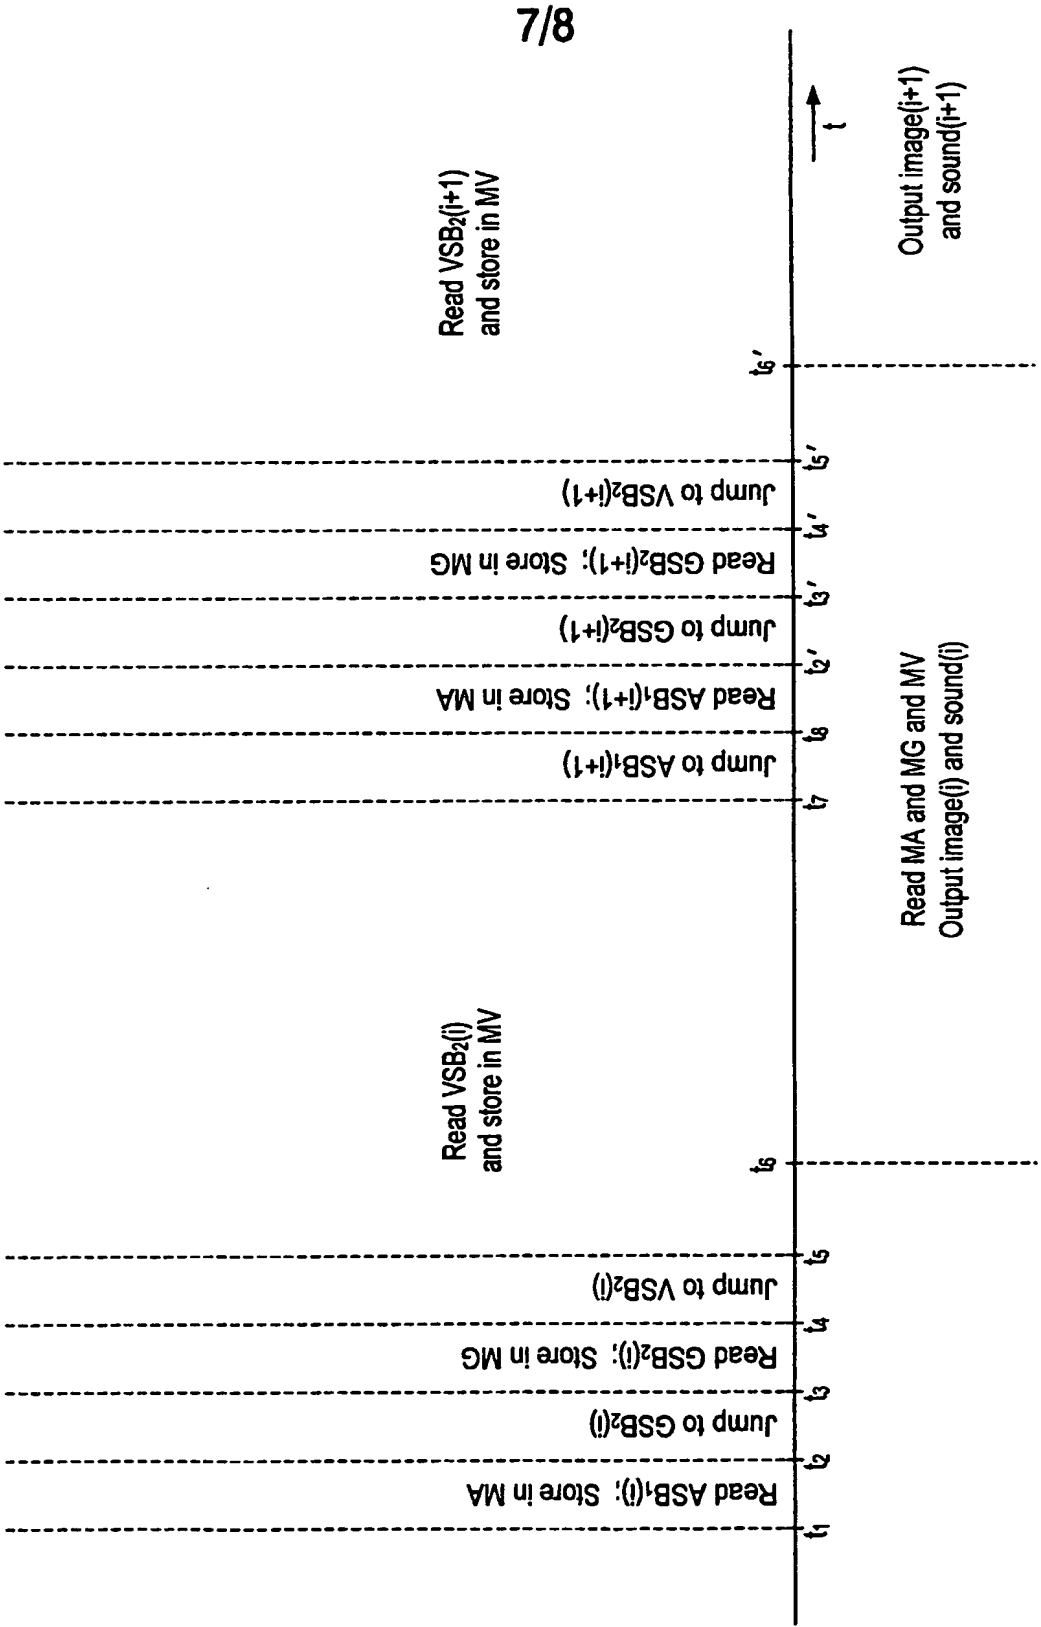 7/8
t1
Read ASB₁(i); Store in MA
t2
Jump to GSB₂(i)
t3
Read GSB₂(i); Store in MG
t4
Jump to VSB₂(i)
t5
t6
Read VSB₂(i)
and store in MV
Read MA and MG and MV
Output image(i) and sound(i)
t7
Jump to ASB₁(i+1)
t8
Read ASB₁(i+1); Store in MA
t2'
Jump to GSB₂(i+1)
t3'
Read GSB₂(i+1); Store in MG
t4'
Jump to VSB₂(i+1)
t5'
t6'
Read VSB₂(i+1)
and store in MV
Output image(i+1)
and sound(i+1)
t